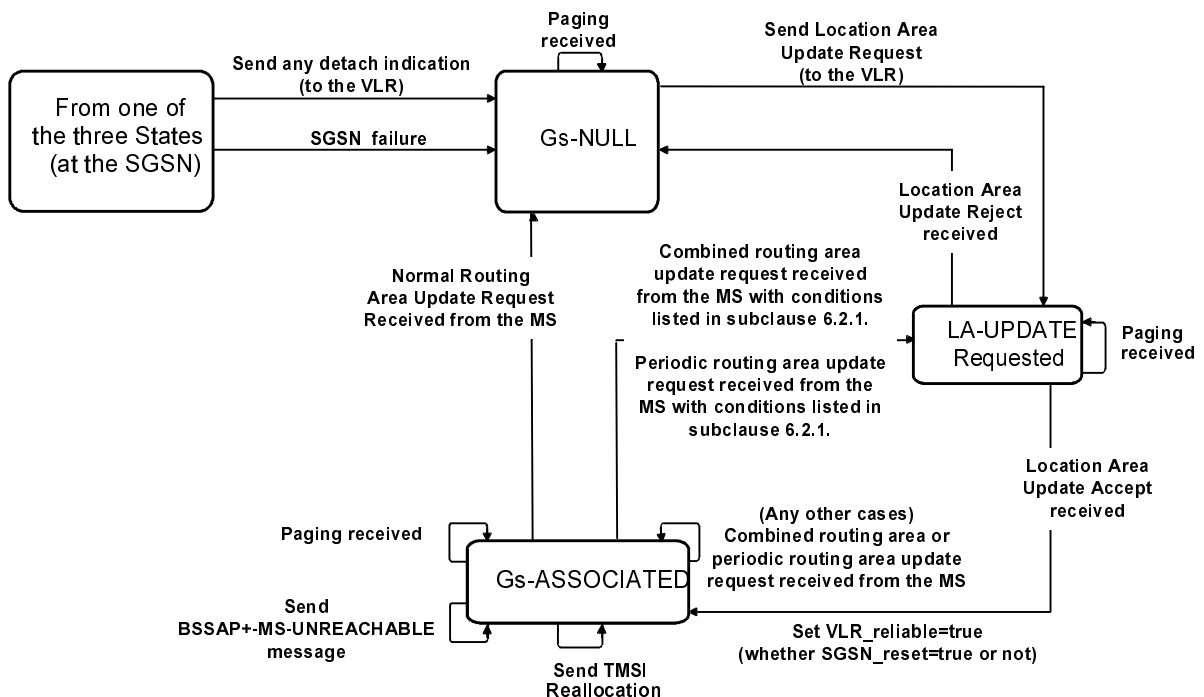 Paging
received
Send Location Area
Update Request
(to the VLR)
Send any detach indication
(to the VLR)
From one of
the three States
(at the SGSN)
SGSN failure
Gs-NULL
Location Area
Update Reject
received
Normal Routing
Area Update Request
Received from the MS
Combined routing area
update request received
from the MS with conditions
listed in subclause 6.2.1.
LA-UPDATE
Requested
Paging
received
Periodic routing area update
request received from the
MS with conditions listed in
subclause 6.2.1.
Location Area
Update Accept
received
Paging received
(Any other cases)
Combined routing area or
periodic routing area update
request received from the MS
Gs-ASSOCIATED
Send
BSSAP+-MS-UNREACHABLE
message
Set VLR_reliable=true
(whether SGSN_reset=true or not)
Send TMSI
Reallocation